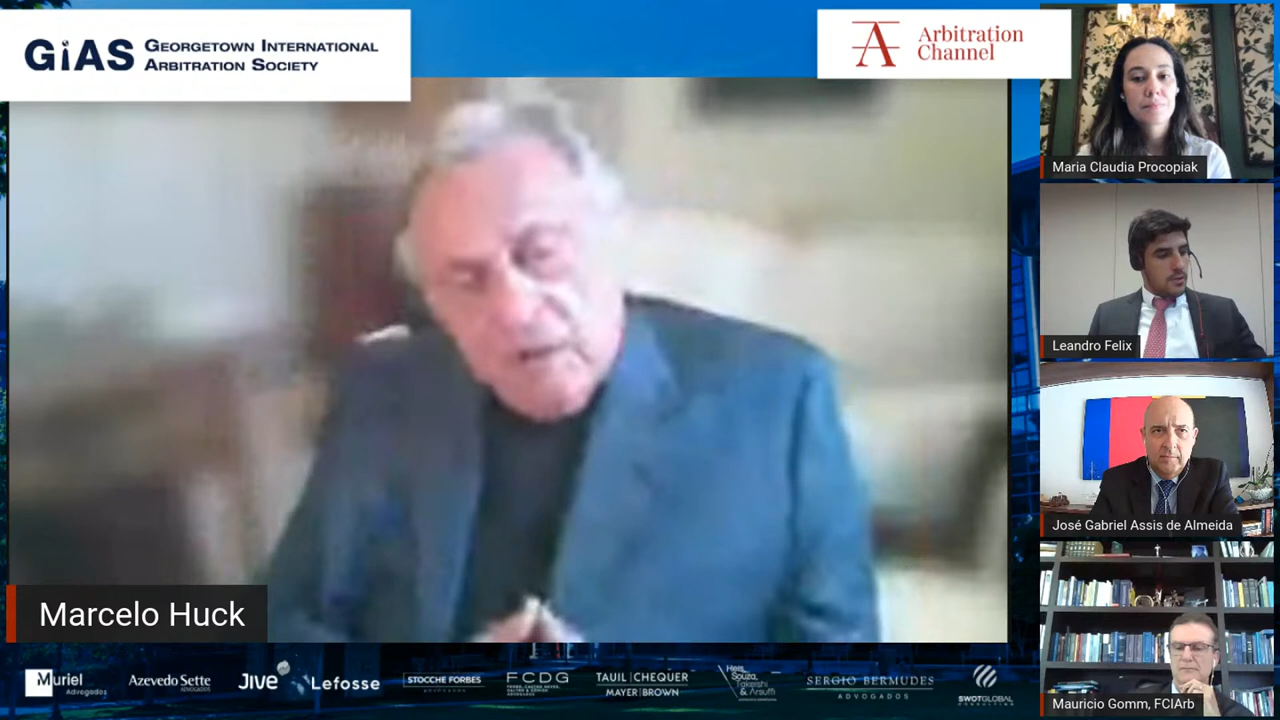 GiAS
GEORGETOWN INTERNATIONAL
ARBITRATION SOCIETY
A
Arbitration
Channel
Maria Claudia Procopiak
Leandro Felix
José Gabriel Assis de Almeida
Mauricio Gomm, FCIArb
Marcelo Huck
Muriel
Advogados
Azevedo Sette
ADVOGADOS
JIVE
Lefosse
STOCCHE FORBES
ADVOGADOS
FCDG
TAUIL | CHEQUER
MAYER | BROWN
SERGIO BERMUDES
ADVOGADOS
SWOTGLOBAL
CONSULTING